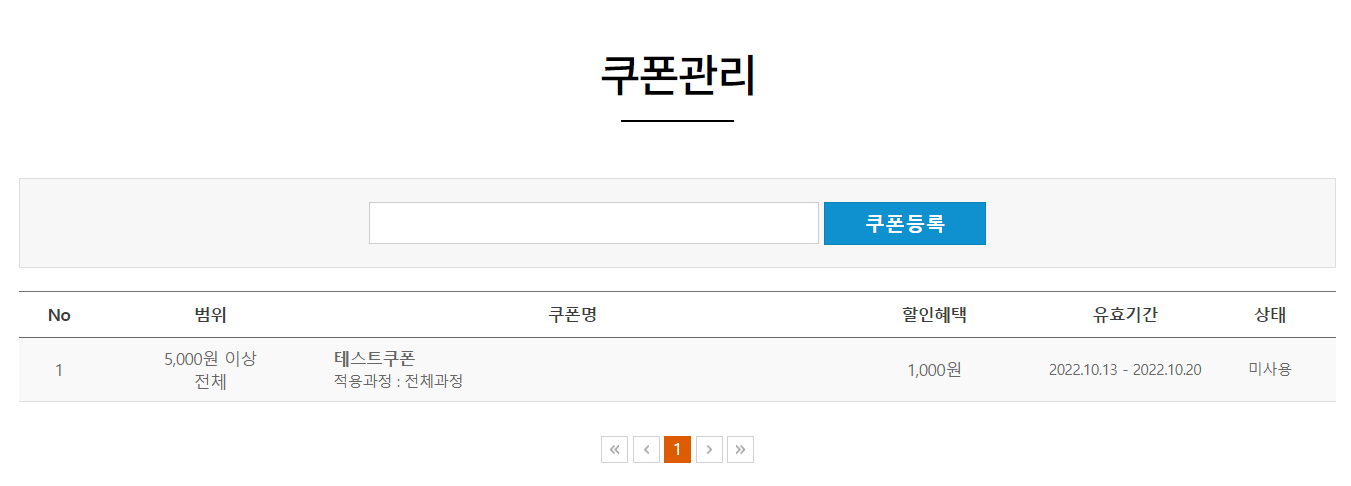 쿠폰관리
쿠폰등록
No 범위 쿠폰명 할인혜택 유효기간 상태
1 5,000원 이상 전체 테스트쿠폰 적용과정 : 전체과정 1,000원 2022.10.13 - 2022.10.20 미사용
« ‹ 1 › »